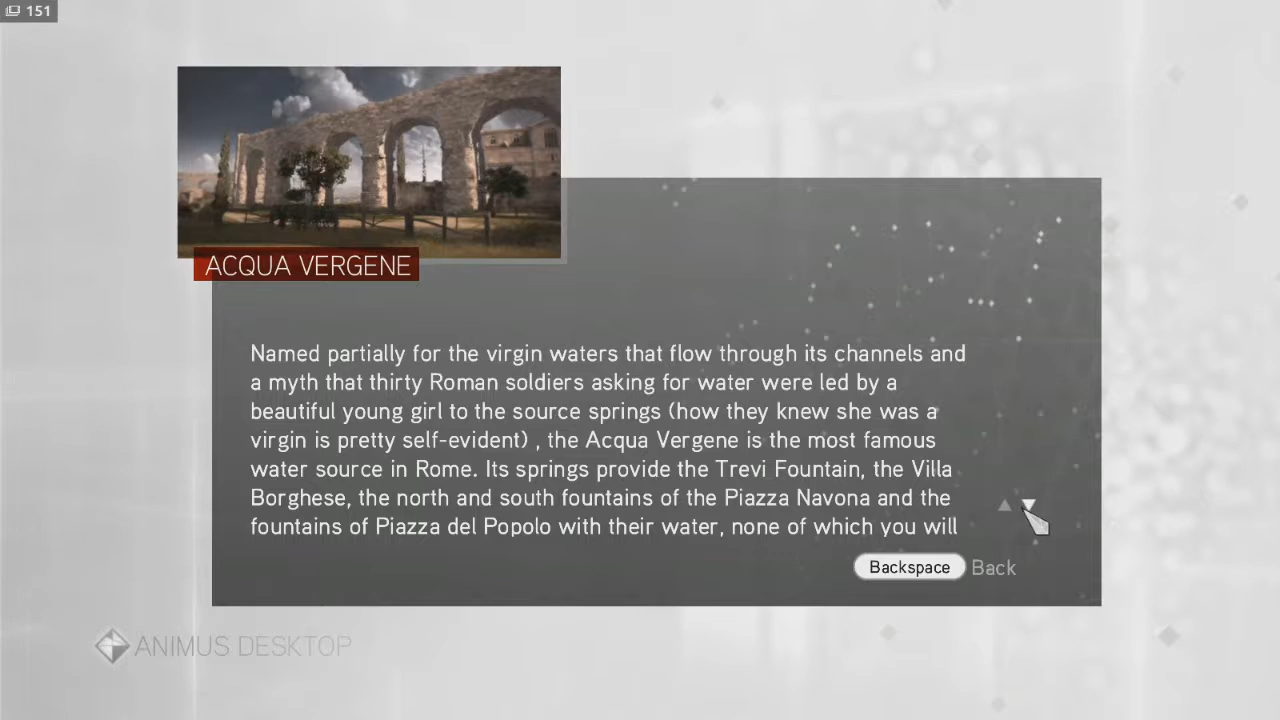 151
ACQUA VERGENE
Named partially for the virgin waters that flow through its channels and
a myth that thirty Roman soldiers asking for water were led by a
beautiful young girl to the source springs (how they knew she was a
virgin is pretty self-evident) , the Acqua Vergene is the most famous
water source in Rome. Its springs provide the Trevi Fountain, the Villa
Borghese, the north and south fountains of the Piazza Navona and the
fountains of Piazza del Popolo with their water, none of which you will
Backspace Back
ANIMUS DESKTOP